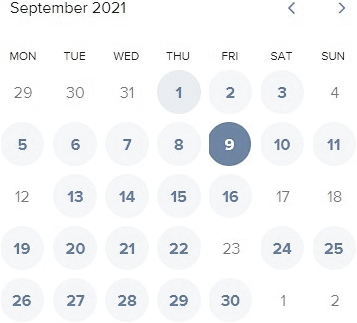 September 2021
MON TUE WED THU FRI SAT SUN
29 30 31 1 2 3 4
5 6 7 8 9 10 11
12 13 14 15 16 17 18
19 20 21 22 23 24 25
26 27 28 29 30 1 2